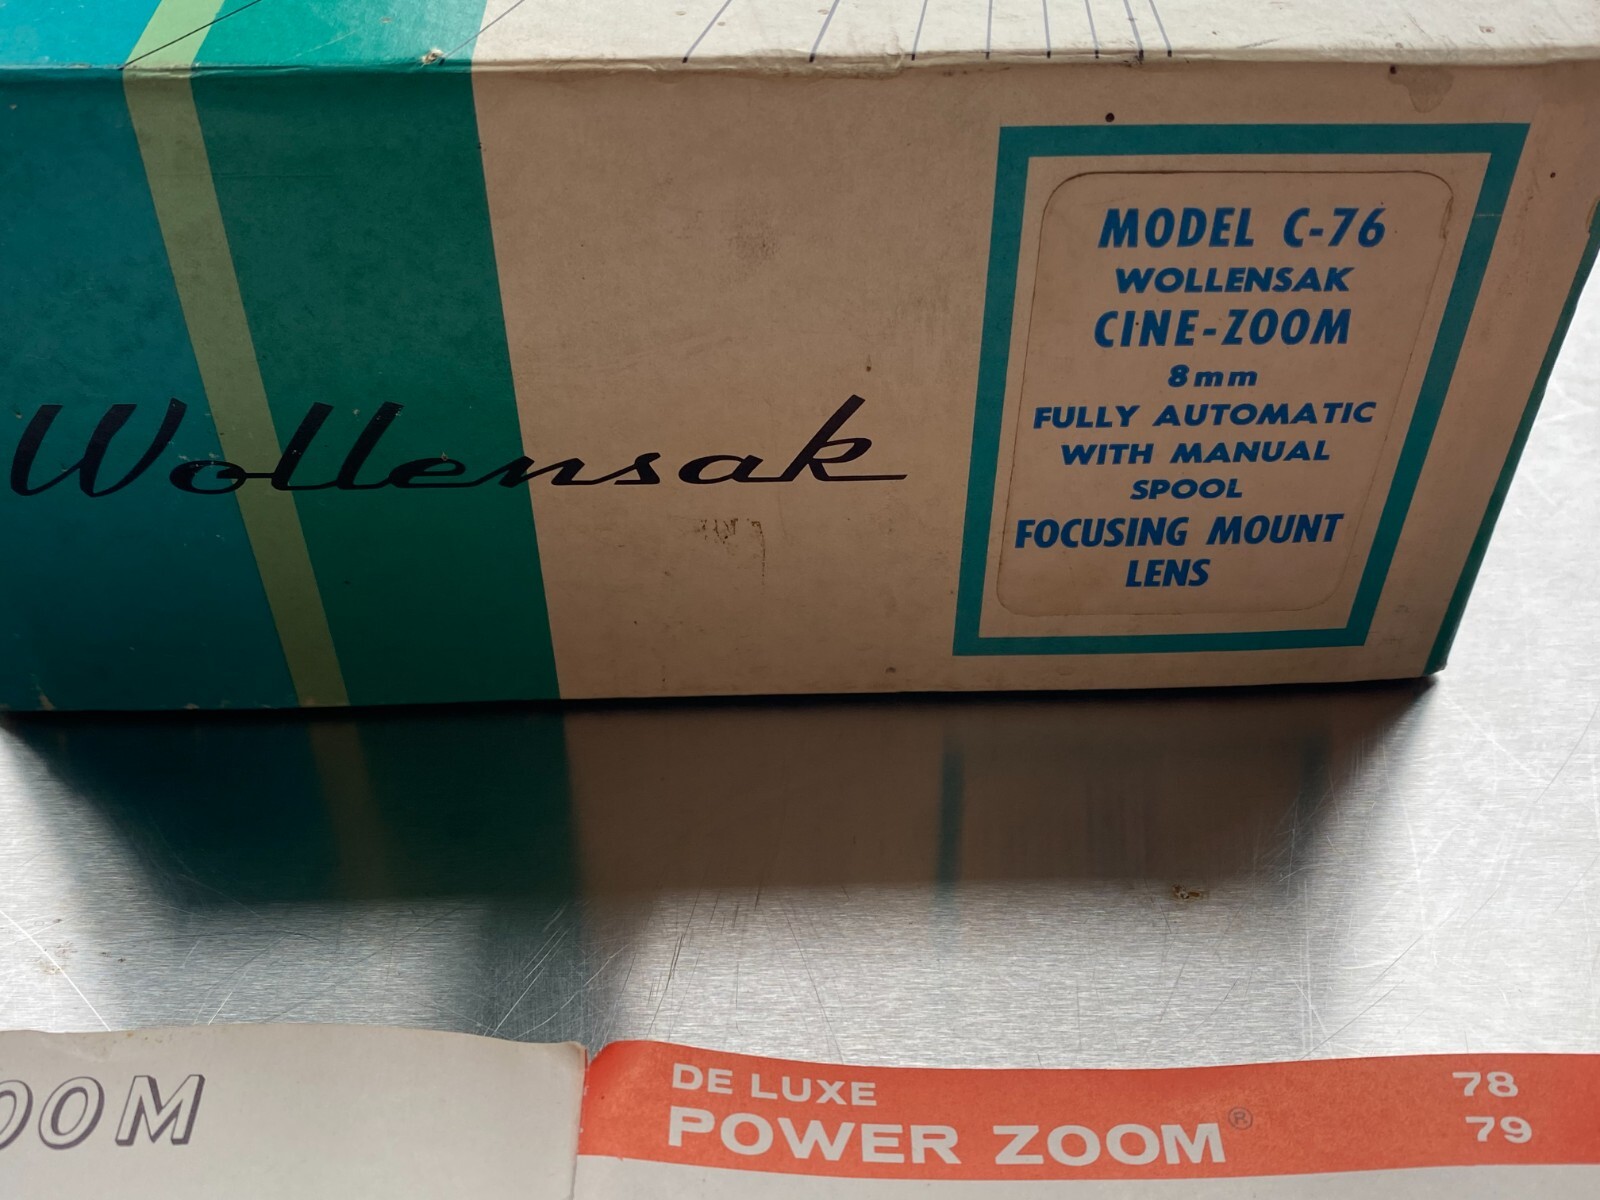 Wollensak
MODEL C-76
WOLLENSAK
CINE-ZOOM
8mm
FULLY AUTOMATIC
WITH MANUAL
SPOOL
FOCUSING MOUNT
LENS
OOM
DE LUXE 78
POWER ZOOM® 79